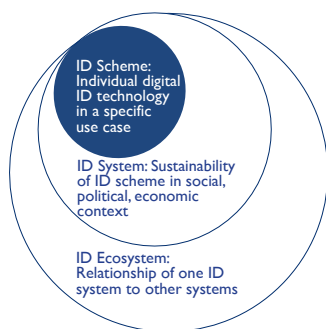 ID Scheme:
Individual digital
ID technology
in a specific
use case
ID System: Sustainability
of ID scheme in social,
political, economic
context
ID Ecosystem:
Relationship of one ID
system to other systems